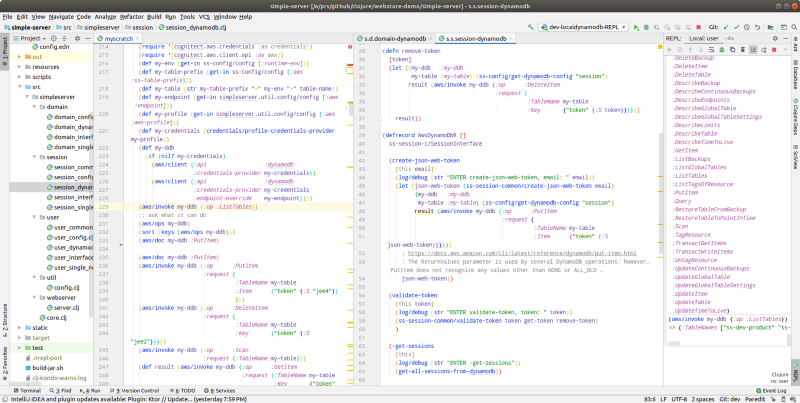 simple-server [/p/prs/github/clojure/webstore-demo/simple-server] - s.s.session-dynamodb
File Edit View Navigate Code Analyze Refactor Build Run Tools VCS Window Help
simple-server src simpleserver session session_dynamodb.clj
dev-localdynamodb-REPL
Git:
Project
config.edn
out
resources
scripts
src
simpleserver
domain
domain_config
domain_dynam
domain_interf
domain_single
session
session_comm
session_confi
session_dyna
session_interf
session_single
user
user_common
user_config.clj
user_dynamod
user_interface
user_single_no
util
config.clj
webserver
server.clj
core.clj
static
target
test
.nrepl-port
build-jar.sh
clj-kondo-warns.log
myscratch
(require '[cognitect.aws.credentials :as credentials])
(require '[cognitect.aws.client.api :as aws])
(def my-env (get-in ss-config/config [:runtime-env]))
(def my-table-prefix (get-in ss-config/config [:aws
:ss-table-prefix]))
(def my-table (str my-table-prefix "-" my-env "-" table-name))
(def my-endpoint (get-in simpleserver.util.config/config [:aws
:endpoint]))
(def my-profile (get-in simpleserver.util.config/config [:aws
:aws-profile]))
(def my-credentials (credentials/profile-credentials-provider
my-profile))
(def my-ddb
(if (nil? my-credentials)
(aws/client {:api :dynamodb
:credentials-provider my-credentials})
(aws/client {:api :dynamodb
:credentials-provider my-credentials
:endpoint-override my-endpoint})))
(aws/invoke my-ddb {:op :ListTables})
;; ask what it can do
(aws/ops my-ddb)
(sort (keys (aws/ops my-ddb)))
(aws/doc my-ddb :PutItem)
(aws/doc my-ddb :PutItem)
(aws/invoke my-ddb {:op :PutItem
:request {
:TableName my-table
:Item {"token" {:S "jee4"}}
}})
(aws/invoke my-ddb {:op :DeleteItem
:request {
:TableName my-table
:Key {"token" {:S
"jee2"}}}})
(aws/invoke my-ddb {:op :Scan
:request {:TableName my-table}})
(def result (aws/invoke my-ddb {:op :GetItem
:request {:TableName my-table
:Key {"token"
s.d.domain-dynamodb
s.s.session-dynamodb
(defn remove-token
[token]
(let [{my-ddb :my-ddb
my-table :my-table} (ss-config/get-dynamodb-config "session")
result (aws/invoke my-ddb {:op :DeleteItem
:request {
:TableName my-table
:Key {"token" {:S token}}}})]
result))
(defrecord AwsDynamoDbR []
ss-session-i/SessionInterface
(create-json-web-token
[this email]
(log/debug (str "ENTER create-json-web-token, email: " email))
(let [json-web-token (ss-session-common/create-json-web-token email)
{my-ddb :my-ddb
my-table :my-table} (ss-config/get-dynamodb-config "session")
result (aws/invoke my-ddb {:op :PutItem
:request {
:TableName my-table
:Item {"token" {:S
json-web-token}}}})]
; https://docs.aws.amazon.com/cli/latest/reference/dynamodb/put-item.html
; The ReturnValues parameter is used by several DynamoDB operations; however,
PutItem does not recognize any values other than NONE or ALL_OLD .
json-web-token))
(validate-token
[this token]
(log/debug (str "ENTER validate-token, token: " token))
(ss-session-common/validate-token token get-token remove-token)
)
(-get-sessions
[this]
(log/debug (str "ENTER -get-sessions"))
(get-all-sessions-from-dynamodb))
REPL: Local: user
:DeleteBackup
:DeleteItem
:DeleteTable
:DescribeBackup
:DescribeContinuousBackups
:DescribeEndpoints
:DescribeGlobalTable
:DescribeGlobalTableSettings
:DescribeLimits
:DescribeTable
:DescribeTimeToLive
:GetItem
:ListBackups
:ListGlobalTables
:ListTables
:ListTagsOfResource
:PutItem
:Query
:RestoreTableFromBackup
:RestoreTableToPointInTime
:Scan
:TagResource
:TransactGetItems
:TransactWriteItems
:UntagResource
:UpdateContinuousBackups
:UpdateGlobalTable
:UpdateGlobalTableSettings
:UpdateItem
:UpdateTable
:UpdateTimeToLive)
(aws/invoke my-ddb {:op :ListTables})
=> {:TableNames ["ss-dev-product" "ss-
Clojure
ns: user
Terminal 3: Find 4: Run 9: Version Control 6: TODO 8: Services
Event Log
IntelliJ IDEA and plugin updates available: Plugin: Ktor // Update... (yesterday 7:59 PM)
83:6 LF UTF-8 2 spaces Git: dev Paredit